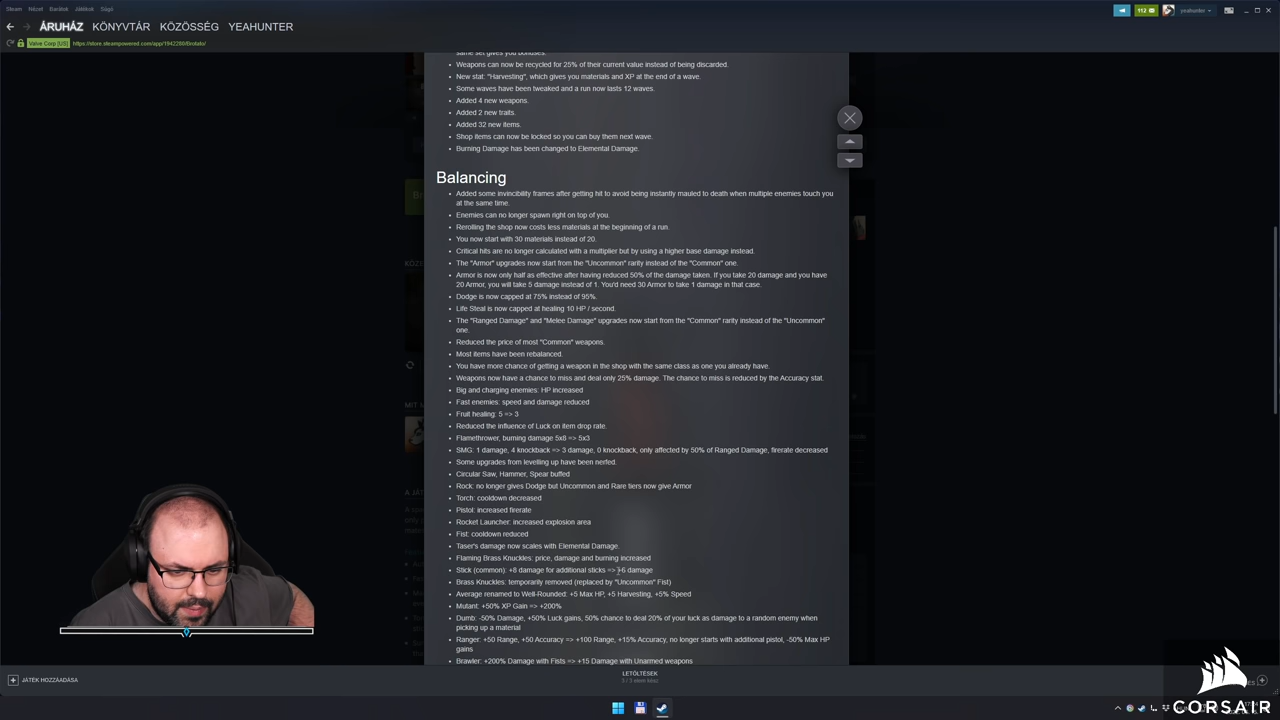 Steam Nézet Barátok Játékok Súgó
112
yeahunter
ÁRUHÁZ KÖNYVTÁR KÖZÖSSÉG YEAHUNTER
Valve Corp [US] https://store.steampowered.com/app/1942280/Brotato/
same set gives you bonuses.
Weapons can now be recycled for 25% of their current value instead of being discarded.
New stat: "Harvesting", which gives you materials and XP at the end of a wave.
Some waves have been tweaked and a run now lasts 12 waves.
Added 4 new weapons.
Added 2 new traits.
Added 32 new items.
Shop items can now be locked so you can buy them next wave.
Burning Damage has been changed to Elemental Damage.
Balancing
Added some invincibility frames after getting hit to avoid being instantly mauled to death when multiple enemies touch you
at the same time.
Enemies can no longer spawn right on top of you.
Rerolling the shop now costs less materials at the beginning of a run.
You now start with 30 materials instead of 20.
Critical hits are no longer calculated with a multiplier but by using a higher base damage instead.
The "Armor" upgrades now start from the "Uncommon" rarity instead of the "Common" one.
Armor is now only half as effective after having reduced 50% of the damage taken. If you take 20 damage and you have
20 Armor, you will take 5 damage instead of 1. You'd need 30 Armor to take 1 damage in that case.
Dodge is now capped at 75% instead of 95%.
Life Steal is now capped at healing 10 HP / second.
The "Ranged Damage" and "Melee Damage" upgrades now start from the "Common" rarity instead of the "Uncommon"
one.
Reduced the price of most "Common" weapons.
Most items have been rebalanced.
You have more chance of getting a weapon in the shop with the same class as one you already have.
Weapons now have a chance to miss and deal only 25% damage. The chance to miss is reduced by the Accuracy stat.
Big and charging enemies: HP increased
Fast enemies: speed and damage reduced
Fruit healing: 5 => 3
Reduced the influence of Luck on item drop rate.
Flamethrower, burning damage 5x8 => 5x3
SMG: 1 damage, 4 knockback => 3 damage, 0 knockback, only affected by 50% of Ranged Damage, firerate decreased
Some upgrades from levelling up have been nerfed.
Circular Saw, Hammer, Spear buffed
Rock: no longer gives Dodge but Uncommon and Rare tiers now give Armor
Torch: cooldown decreased
Pistol: increased firerate
Rocket Launcher: increased explosion area
Fist: cooldown reduced
Taser's damage now scales with Elemental Damage.
Flaming Brass Knuckles: price, damage and burning increased
Stick (common): +8 damage for additional sticks => +6 damage
Brass Knuckles: temporarily removed (replaced by "Uncommon" Fist)
Average renamed to Well-Rounded: +5 Max HP, +5 Harvesting, +5% Speed
Mutant: +50% XP Gain => +200%
Dumb: -50% Damage, +50% Luck gains, 50% chance to deal 20% of your luck as damage to a random enemy when
picking up a material
Ranger: +50 Range, +50 Accuracy => +100 Range, +15% Accuracy, no longer starts with additional pistol, -50% Max HP
gains
Brawler: +200% Damage with Fists => +15 Damage with Unarmed weapons
JÁTÉK HOZZÁADÁSA
LETÖLTÉSEK
CORSAIR